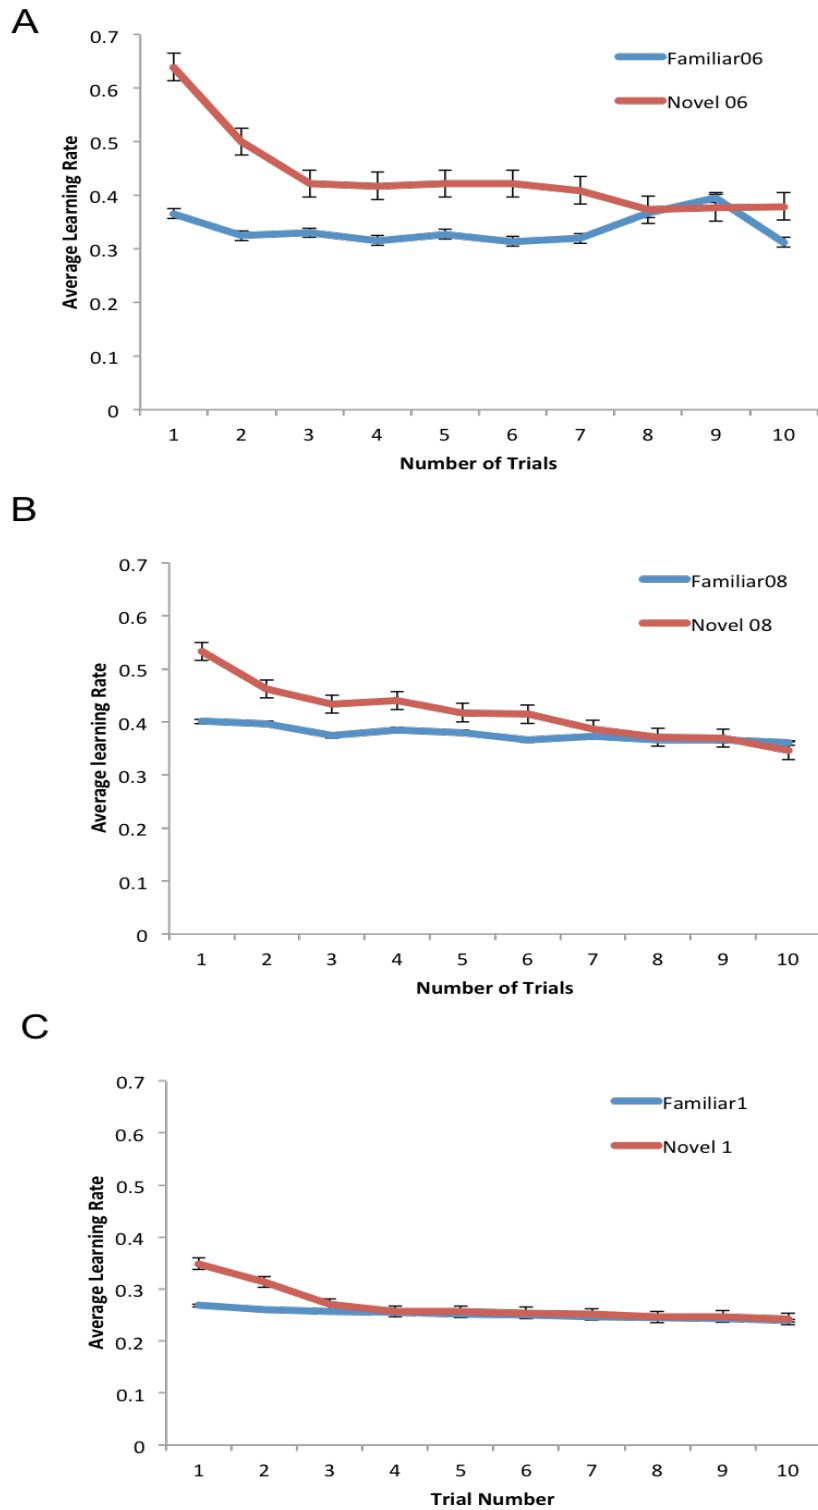 A
0.7
0.6
0.5
0.4
0.3
0.2
0.1
0
Average Learning Rate
Familiar06
Novel 06
1 2 3 4 5 6 7 8 9 10
Number of Trials
B
0.7
0.6
0.5
0.4
0.3
0.2
0.1
0
Average learning Rate
Familiar08
Novel 08
1 2 3 4 5 6 7 8 9 10
Number of Trials
C
0.7
0.6
0.5
0.4
0.3
0.2
0.1
0
Average Learning Rate
Familiar1
Novel 1
1 2 3 4 5 6 7 8 9 10
Trial Number